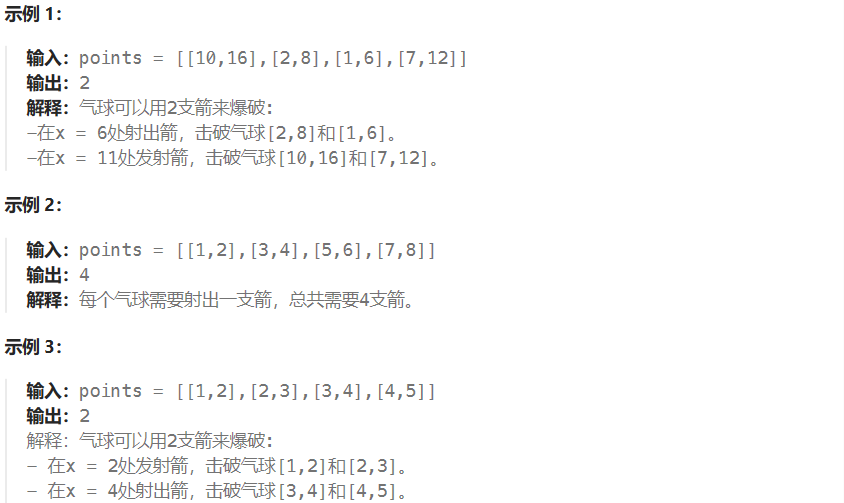 示例 1：
输入：points = [[10,16],[2,8],[1,6],[7,12]]
输出：2
解释：气球可以用2支箭来爆破:
-在x = 6处射出箭，击破气球[2,8]和[1,6]。
-在x = 11处发射箭，击破气球[10,16]和[7,12]。
示例 2：
输入：points = [[1,2],[3,4],[5,6],[7,8]]
输出：4
解释：每个气球需要射出一支箭，总共需要4支箭。
示例 3：
输入：points = [[1,2],[2,3],[3,4],[4,5]]
输出：2
解释：气球可以用2支箭来爆破:
- 在x = 2处发射箭，击破气球[1,2]和[2,3]。
- 在x = 4处射出箭，击破气球[3,4]和[4,5]。